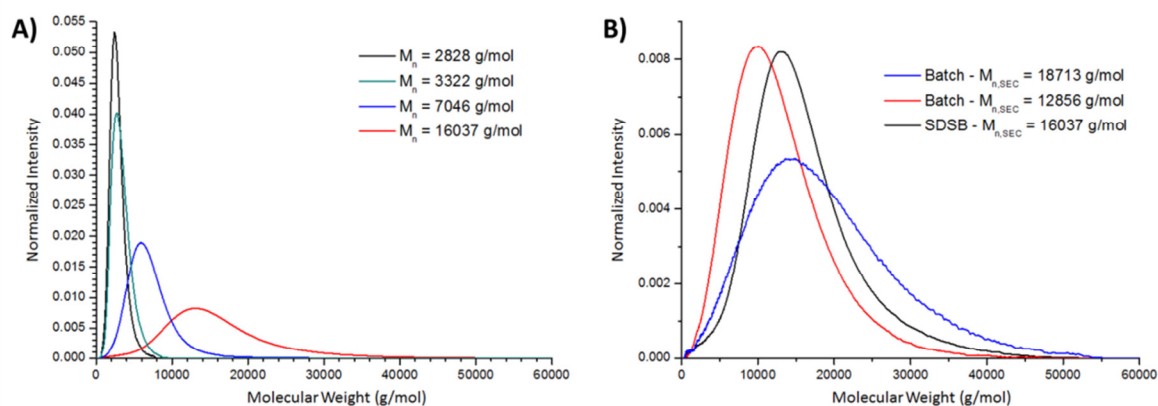 A)
0.055
0.050
0.045
0.040
0.035
0.030
0.025
0.020
0.015
0.010
0.005
0.000
Normalized Intensity
Mn = 2828 g/mol
Mn = 3322 g/mol
Mn = 7046 g/mol
Mn = 16037 g/mol
0 10000 20000 30000 40000 50000 60000
Molecular Weight (g/mol)
B)
0.008
0.006
0.004
0.002
0.000
Normalized Intensity
Batch - Mn,SEC = 18713 g/mol
Batch - Mn,SEC = 12856 g/mol
SDSB - Mn,SEC = 16037 g/mol
0 10000 20000 30000 40000 50000 60000
Molecular Weight (g/mol)